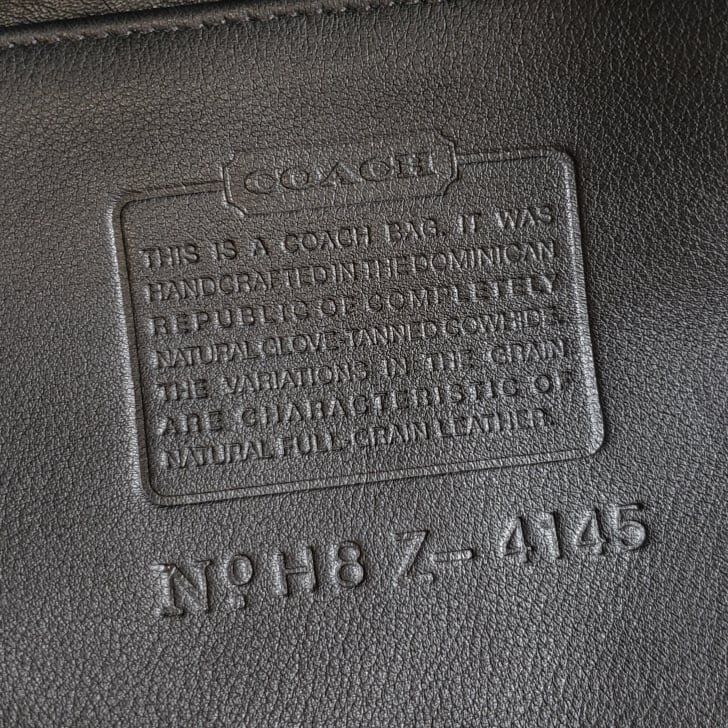 COACH
THIS IS A COACH BAG. IT WAS
HANDCRAFTED IN THE DOMINICAN
REPUBLIC OF COMPLETELY
NATURAL GLOVE-TANNED COWHIDE.
THE VARIATIONS IN THE GRAIN
ARE CHARACTERISTIC OF
NATURAL FULL-GRAIN LEATHER.
Nº H8 Z-4145